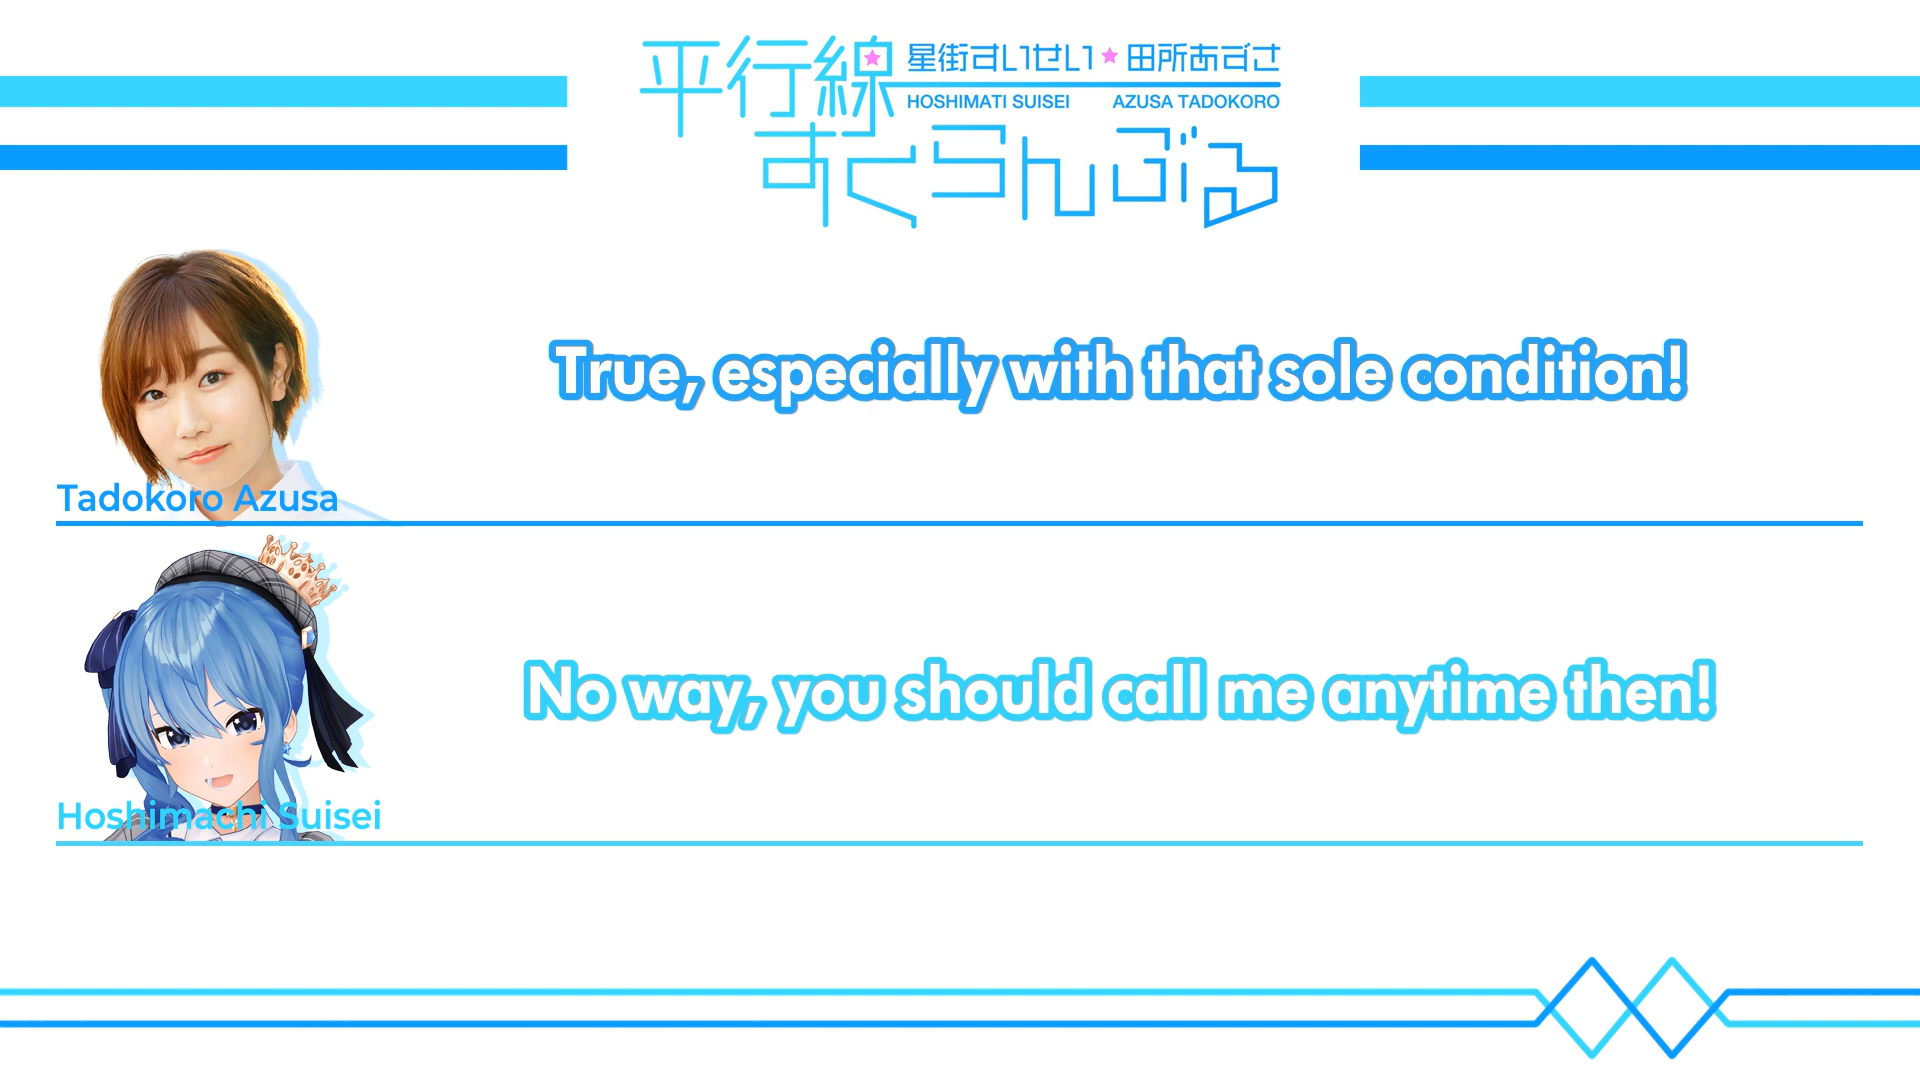 平行線
星街すいせい★田所あずさ
HOSHIMATI SUISEI AZUSA TADOKORO
すくらんぶる
True, especially with that sole condition!
Tadokoro Azusa
No way, you should call me anytime then!
Hoshimachi Suisei